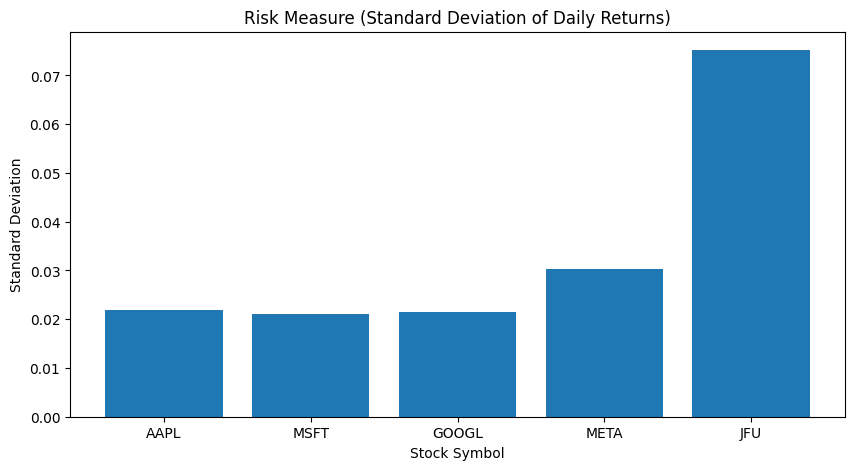 Risk Measure (Standard Deviation of Daily Returns)
0.07
0.06
0.05
0.04
0.03
0.02
0.01
0.00
Standard Deviation
AAPL MSFT GOOGL META JFU
Stock Symbol